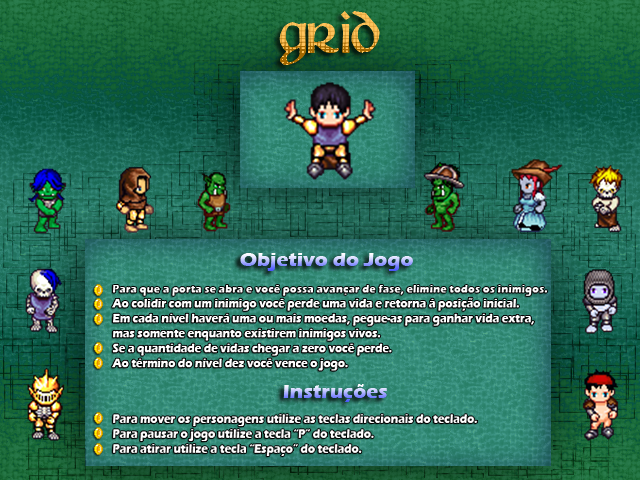 GRID
Objetivo do Jogo
Para que a porta se abra e você possa avançar de fase, elimine todos os inimigos.
Ao colidir com um inimigo você perde uma vida e retorna à posição inicial.
Em cada nível haverá uma ou mais moedas, pegue-as para ganhar vida extra,
mas somente enquanto existirem inimigos vivos.
Se a quantidade de vidas chegar a zero você perde.
Ao término do nível dez você vence o jogo.
Instruções
Para mover os personagens utilize as teclas direcionais do teclado.
Para pausar o jogo utilize a tecla "P" do teclado.
Para atirar utilize a tecla "Espaço" do teclado.